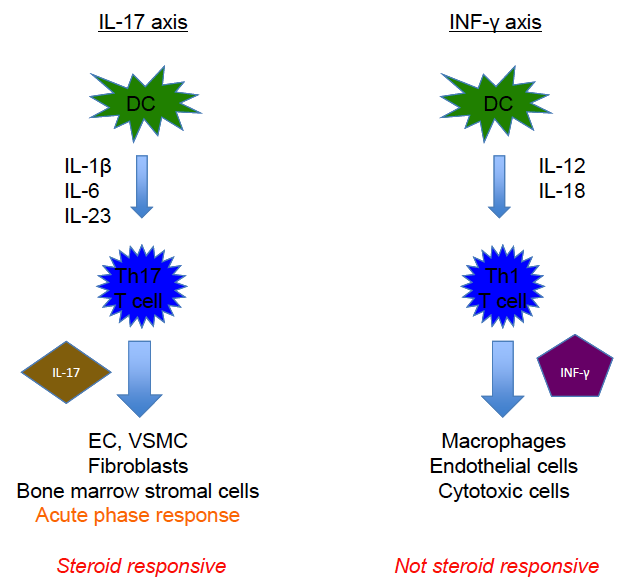 IL-17 axis
DC
IL-1β
IL-6
IL-23
Th17
T cell
IL-17
EC, VSMC
Fibroblasts
Bone marrow stromal cells
Acute phase response
Steroid responsive
INF-γ axis
DC
IL-12
IL-18
Th1
T cell
INF-γ
Macrophages
Endothelial cells
Cytotoxic cells
Not steroid responsive